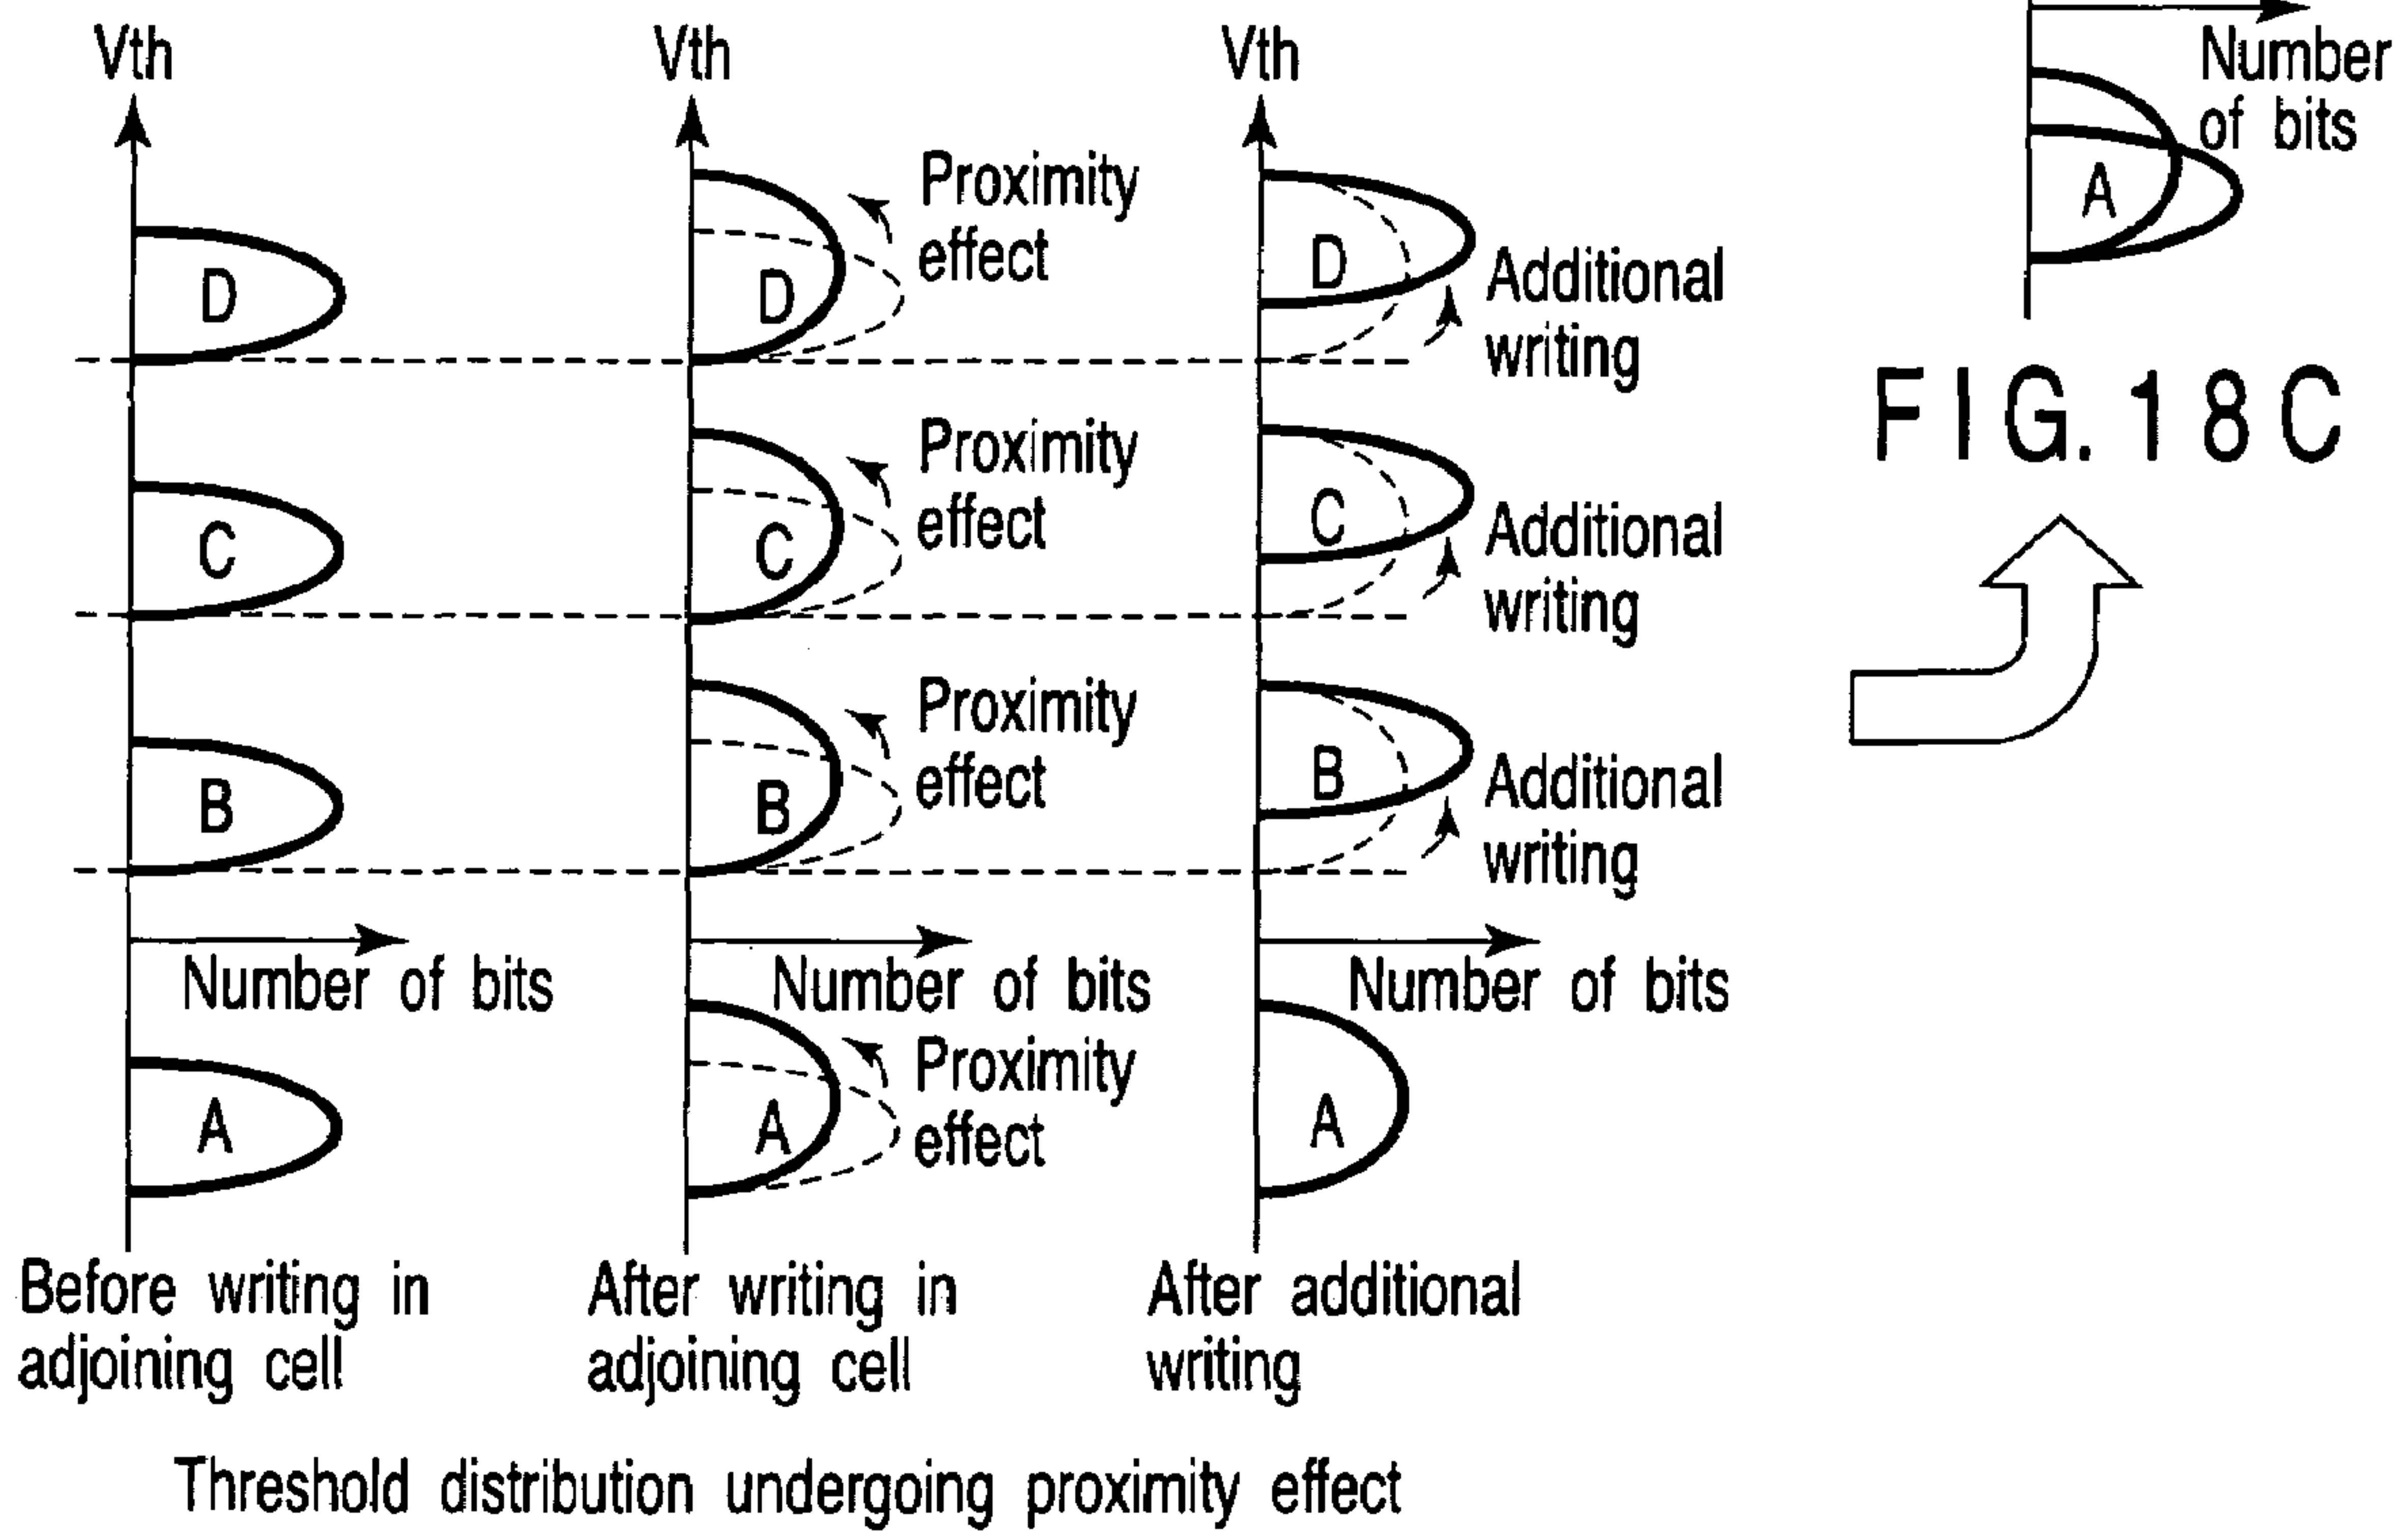 Vth
D
C
B
Number of bits
A
Before writing in
adjoining cell
Vth
Proximity
effect
D
Proximity
effect
C
Proximity
effect
B
Number of bits
Proximity
effect
A
After writing in
adjoining cell
Vth
D
Additional
writing
C
Additional
writing
B
Additional
writing
Number of bits
A
After additional
writing
Threshold distribution undergoing proximity effect
Number
of bits
A
FIG. 18C